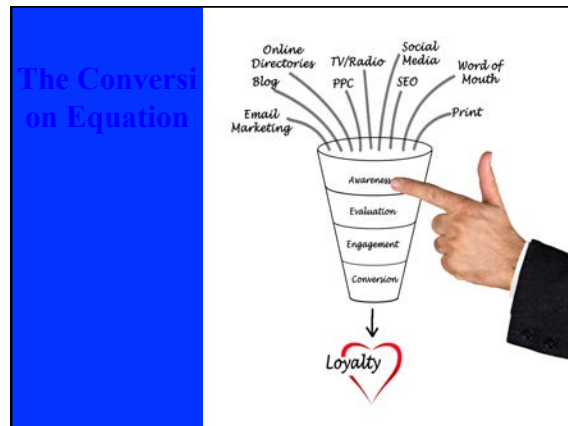 The Conversi
on Equation
Online
Directories
Blog
Email
Marketing
TV/Radio
PPC
Social
Media
SEO
Word of
Mouth
Print
Awareness
Evaluation
Engagement
Conversion
Loyalty